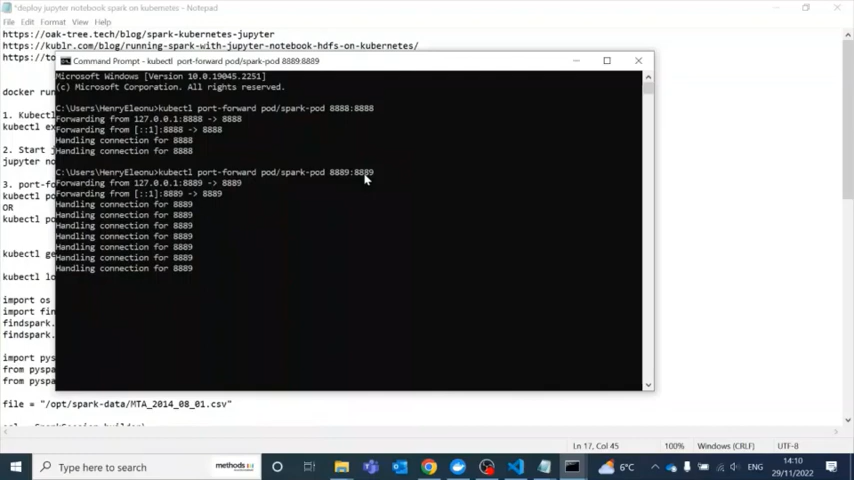 *deploy jupyter notebook spark on kubernetes - Notepad
File Edit Format View Help
https://oak-tree.tech/blog/spark-kubernetes-jupyter
https://kublr.com/blog/running-spark-with-jupyter-notebook-hdfs-on-kubernetes/
https://to
docker run
1. Kubectl
kubectl ex
2. Start j
jupyter no
3. port-fo
kubectl po
OR
kubectl po
kubectl ge
kubectl lo
import os
import fin
findspark.
findspark.
import pys
from pyspa
from pyspa
file = "/opt/spark-data/MTA_2014_08_01.csv"
Command Prompt - kubectl port-forward pod/spark-pod 8889:8889
Microsoft Windows [Version 10.0.19045.2251]
(c) Microsoft Corporation. All rights reserved.
C:\Users\HenryEleonu>kubectl port-forward pod/spark-pod 8888:8888
Forwarding from 127.0.0.1:8888 -> 8888
Forwarding from [::1]:8888 -> 8888
Handling connection for 8888
Handling connection for 8888
C:\Users\HenryEleonu>kubectl port-forward pod/spark-pod 8889:8889
Forwarding from 127.0.0.1:8889 -> 8889
Forwarding from [::1]:8889 -> 8889
Handling connection for 8889
Handling connection for 8889
Handling connection for 8889
Handling connection for 8889
Handling connection for 8889
Handling connection for 8889
Handling connection for 8889
Ln 17, Col 45 100% Windows (CRLF) UTF-8
Type here to search methods 6°C ENG 14:10
29/11/2022